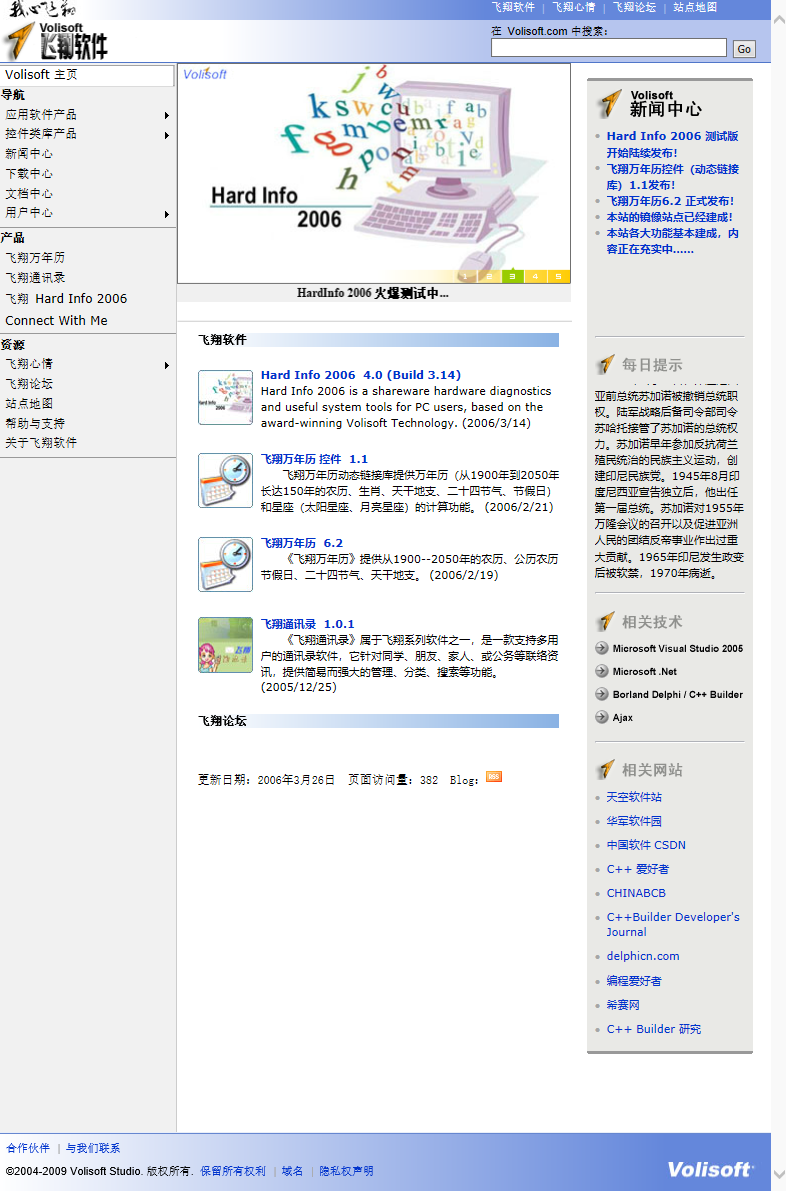 我心飞翔
飞翔软件 | 飞翔心情 | 飞翔论坛 | 站点地图
Volisoft
飞翔软件
在 Volisoft.com 中搜索:
Go
Volisoft 主页
导航
应用软件产品
控件类库产品
新闻中心
下载中心
文档中心
用户中心
产品
飞翔万年历
飞翔通讯录
飞翔 Hard Info 2006
Connect With Me
资源
飞翔心情
飞翔论坛
站点地图
帮助与支持
关于飞翔软件
Volisoft
Hard Info
2006
1 2 3 4 5
HardInfo 2006 火爆测试中...
飞翔软件
Hard Info 2006 4.0 (Build 3.14)
Hard Info 2006 is a shareware hardware diagnostics
and useful system tools for PC users, based on the
award-winning Volisoft Technology. (2006/3/14)
飞翔万年历 控件 1.1
飞翔万年历动态链接库提供万年历（从1900年到2050年
长达150年的农历、生肖、天干地支、二十四节气、节假日）
和星座（太阳星座、月亮星座）的计算功能。 (2006/2/21)
飞翔万年历 6.2
《飞翔万年历》提供从1900--2050年的农历、公历农历
节假日、二十四节气、天干地支。 (2006/2/19)
飞翔通讯录 1.0.1
《飞翔通讯录》属于飞翔系列软件之一，是一款支持多用
户的通讯录软件，它针对同学、朋友、家人、或公务等联络资
讯，提供简易而强大的管理、分类、搜索等功能。
(2005/12/25)
飞翔论坛
更新日期：2006年3月26日 页面访问量：382 Blog:
Volisoft
新闻中心
Hard Info 2006 测试版
开始陆续发布!
飞翔万年历控件（动态链接
库）1.1发布!
飞翔万年历6.2 正式发布!
本站的镜像站点已经建成!
本站各大功能基本建成，内
容正在充实中......
每日提示
亚前总统苏加诺被撤销总统职
权。陆军战略后备司令部司令
苏哈托接管了苏加诺的总统权
力。苏加诺早年参加反抗荷兰
殖民统治的民族主义运动，创
建印尼民族党。1945年8月印
度尼西亚宣告独立后，他出任
第一届总统。苏加诺对1955年
万隆会议的召开以及促进亚洲
人民的团结反帝事业作出过重
大贡献。1965年印尼发生政变
后被软禁，1970年病逝。
相关技术
Microsoft Visual Studio 2005
Microsoft .Net
Borland Delphi / C++ Builder
Ajax
相关网站
天空软件站
华军软件园
中国软件 CSDN
C++ 爱好者
CHINABCB
C++Builder Developer's
Journal
delphicn.com
编程爱好者
希赛网
C++ Builder 研究
合作伙伴 | 与我们联系
©2004-2009 Volisoft Studio. 版权所有. 保留所有权利 | 域名 | 隐私权声明
Volisoft